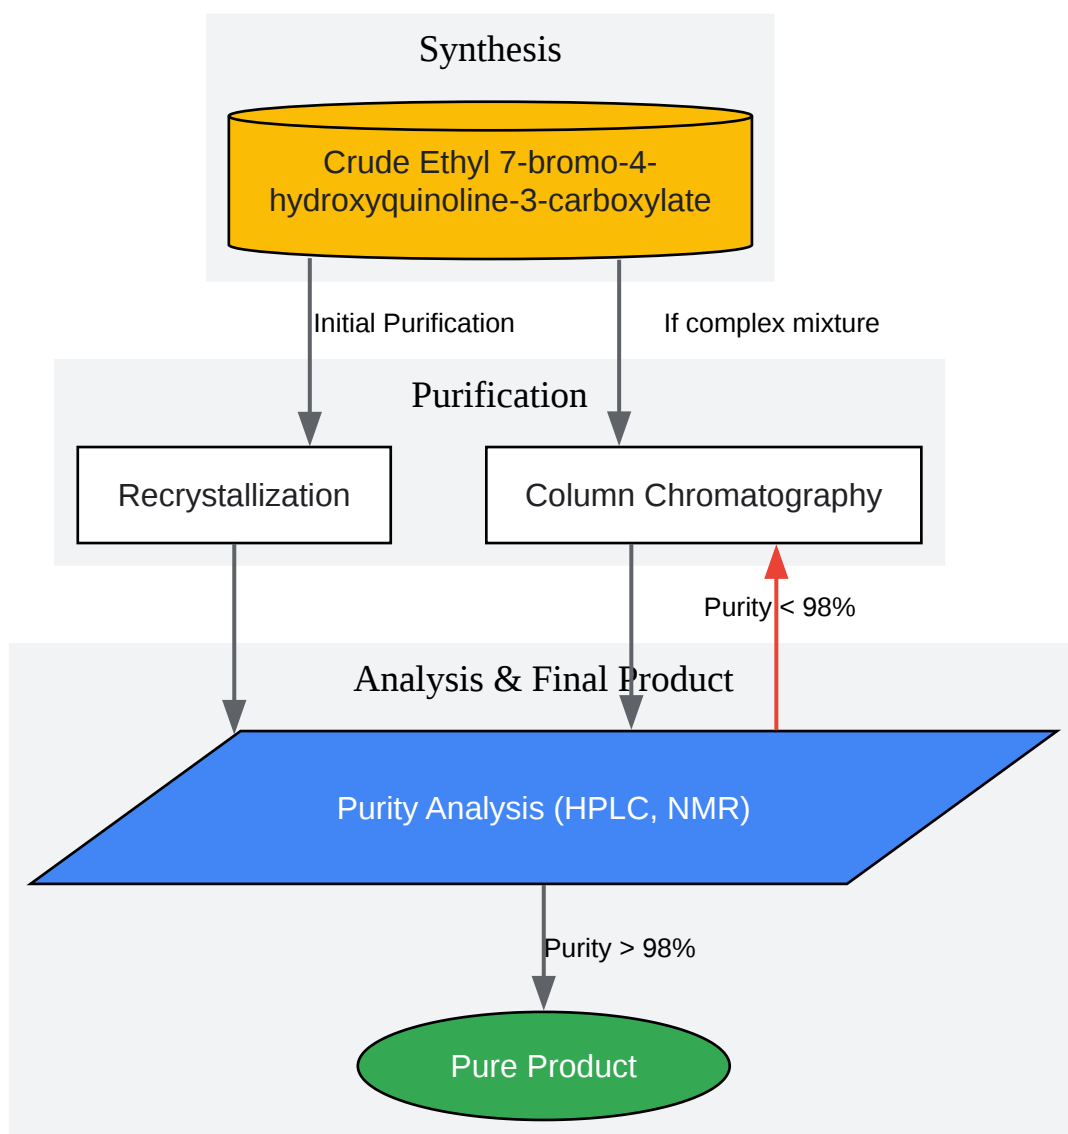 Synthesis
Crude Ethyl 7-bromo-4-
hydroxyquinoline-3-carboxylate
Initial Purification
If complex mixture
Purification
Recrystallization
Column Chromatography
Purity < 98%
Analysis & Final Product
Purity Analysis (HPLC, NMR)
Purity > 98%
Pure Product